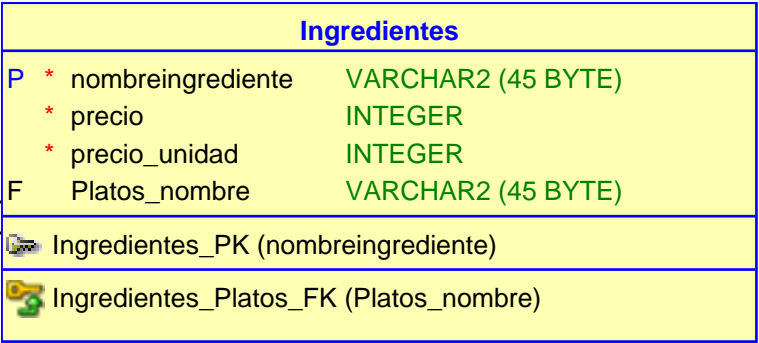 Ingredientes
P * nombreingrediente VARCHAR2 (45 BYTE)
* precio INTEGER
* precio_unidad INTEGER
F Platos_nombre VARCHAR2 (45 BYTE)
Ingredientes_PK (nombreingrediente)
Ingredientes_Platos_FK (Platos_nombre)